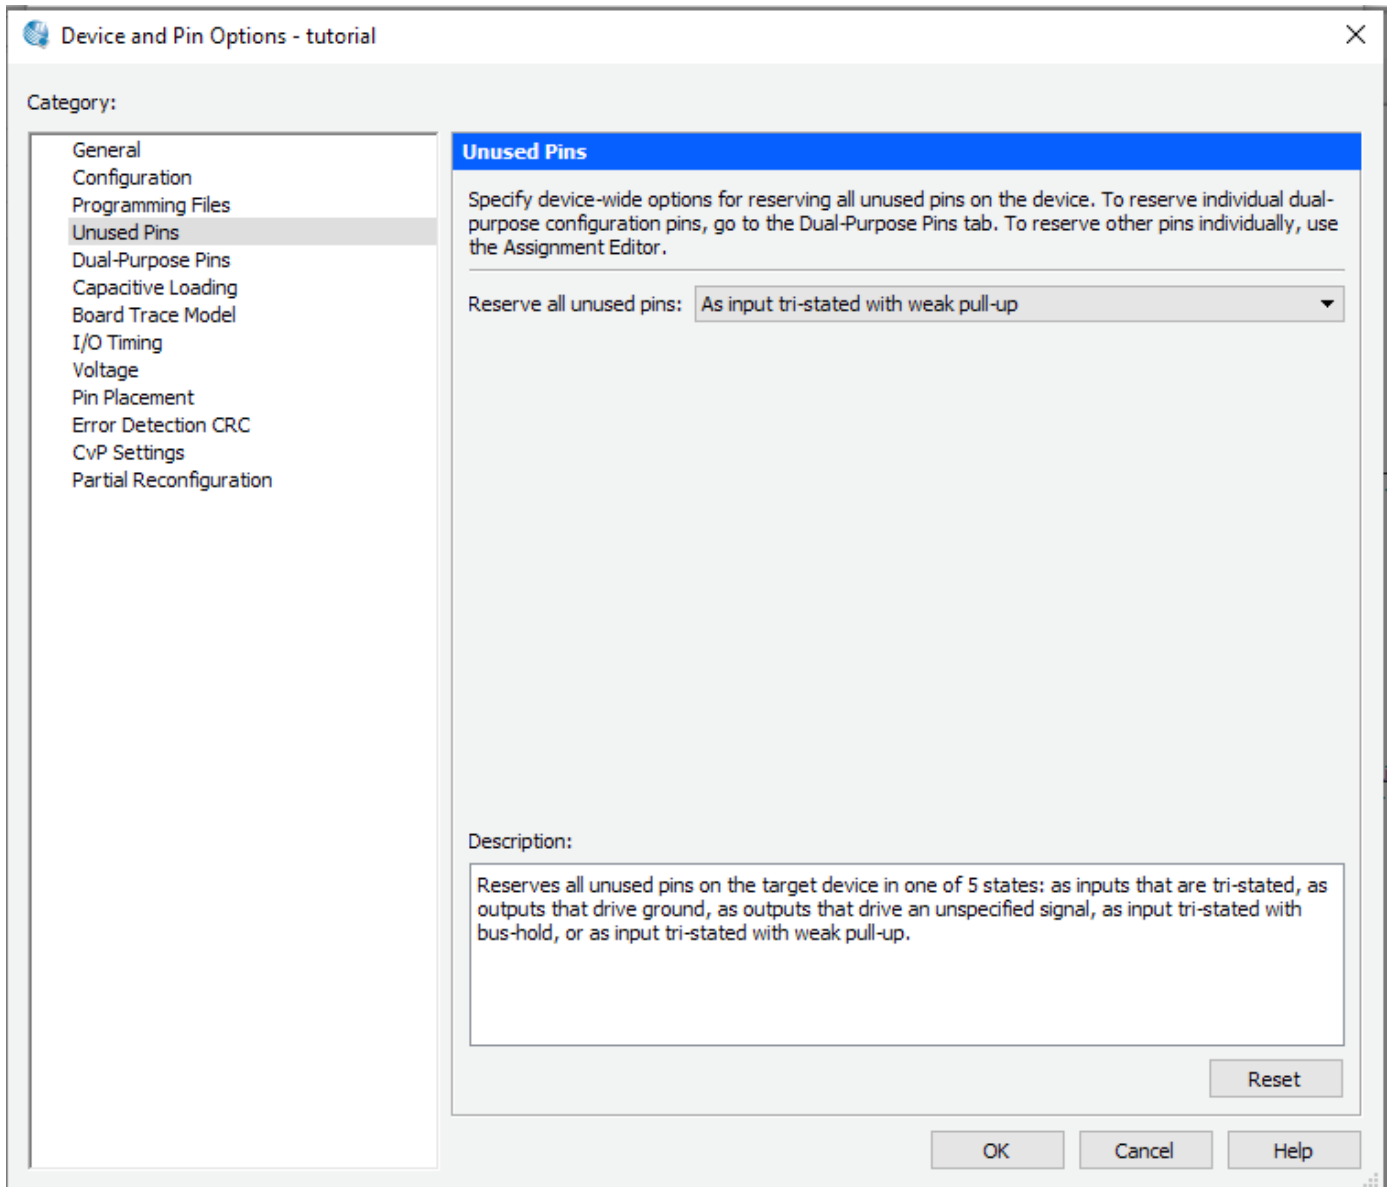 Device and Pin Options - tutorial
Category:
General
Configuration
Programming Files
Unused Pins
Dual-Purpose Pins
Capacitive Loading
Board Trace Model
I/O Timing
Voltage
Pin Placement
Error Detection CRC
CvP Settings
Partial Reconfiguration
Unused Pins
Specify device-wide options for reserving all unused pins on the device. To reserve individual dual-
purpose configuration pins, go to the Dual-Purpose Pins tab. To reserve other pins individually, use
the Assignment Editor.
Reserve all unused pins: As input tri-stated with weak pull-up
Description:
Reserves all unused pins on the target device in one of 5 states: as inputs that are tri-stated, as
outputs that drive ground, as outputs that drive an unspecified signal, as input tri-stated with
bus-hold, or as input tri-stated with weak pull-up.
Reset
OK Cancel Help